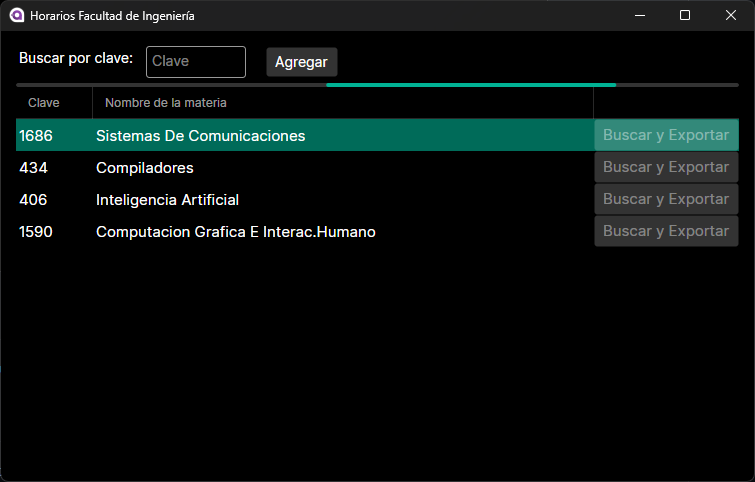 Horarios Facultad de Ingeniería
Buscar por clave: Clave Agregar
Clave Nombre de la materia
1686 Sistemas De Comunicaciones Buscar y Exportar
434 Compiladores Buscar y Exportar
406 Inteligencia Artificial Buscar y Exportar
1590 Computacion Grafica E Interac.Humano Buscar y Exportar